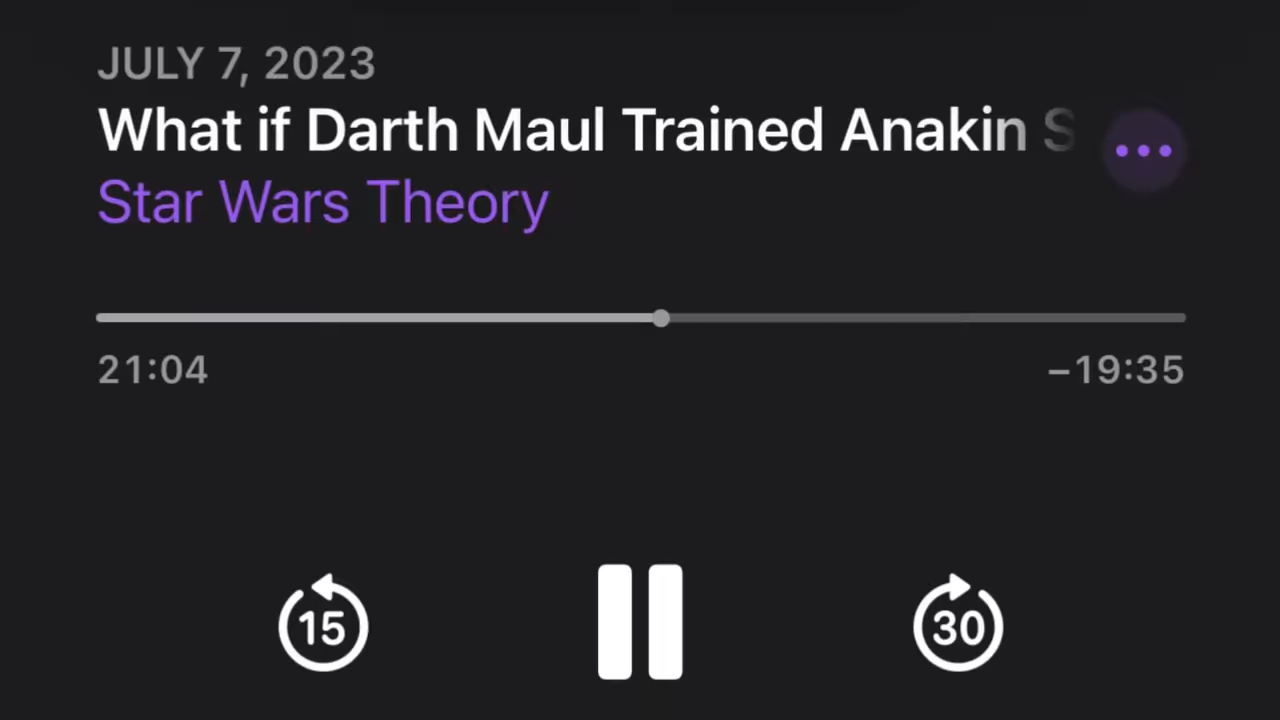 JULY 7, 2023
What if Darth Maul Trained Anakin S
Star Wars Theory
21:04
–19:35
15
30